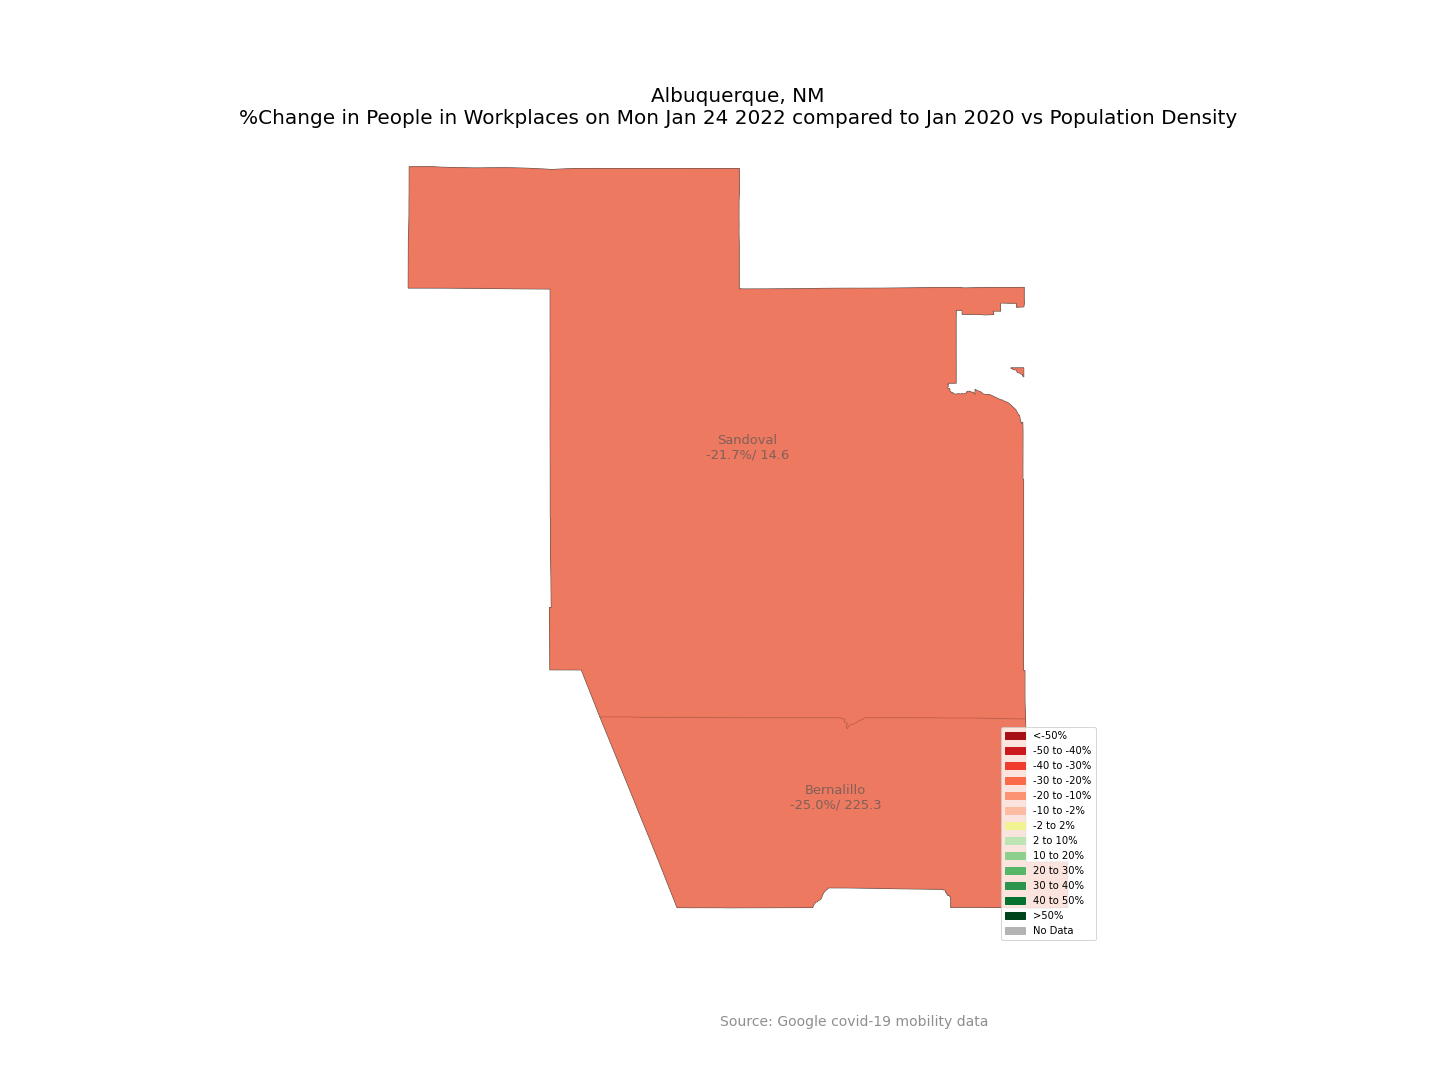 Albuquerque, NM
%Change in People in Workplaces on Mon Jan 24 2022 compared to Jan 2020 vs Population Density
Sandoval
-21.7%/ 14.6
Bernalillo
-25.0%/ 225.3
<-50%
-50 to -40%
-40 to -30%
-30 to -20%
-20 to -10%
-10 to -2%
-2 to 2%
2 to 10%
10 to 20%
20 to 30%
30 to 40%
40 to 50%
>50%
No Data
Source: Google covid-19 mobility data